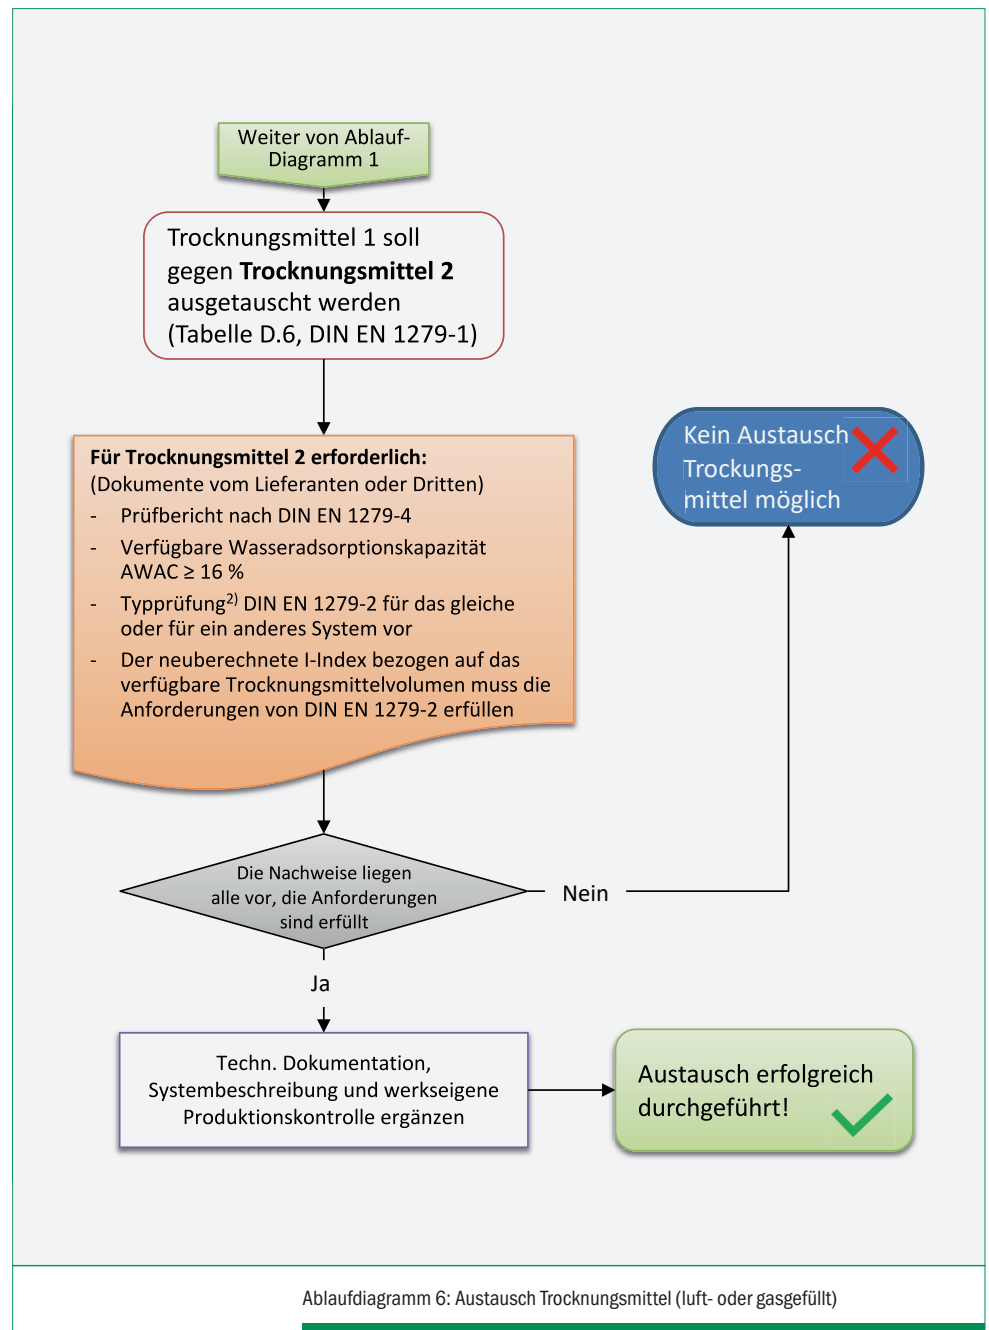 Weiter von Ablauf-
Diagramm 1
Trocknungsmittel 1 soll
gegen Trocknungsmittel 2
ausgetauscht werden
(Tabelle D.6, DIN EN 1279-1)
Für Trocknungsmittel 2 erforderlich:
(Dokumente vom Lieferanten oder Dritten)
- Prüfbericht nach DIN EN 1279-4
- Verfügbare Wasseradsorptionskapazität
AWAC ≥ 16 %
- Typprüfung2) DIN EN 1279-2 für das gleiche
oder für ein anderes System vor
- Der neuberechnete I-Index bezogen auf das
verfügbare Trocknungsmittelvolumen muss die
Anforderungen von DIN EN 1279-2 erfüllen
Kein Austausch
Trockungs-
mittel möglich
Die Nachweise liegen
alle vor, die Anforderungen
sind erfüllt
Nein
Ja
Techn. Dokumentation,
Systembeschreibung und werkseigene
Produktionskontrolle ergänzen
Austausch erfolgreich
durchgeführt!
Ablaufdiagramm 6: Austausch Trocknungsmittel (luft- oder gasgefüllt)